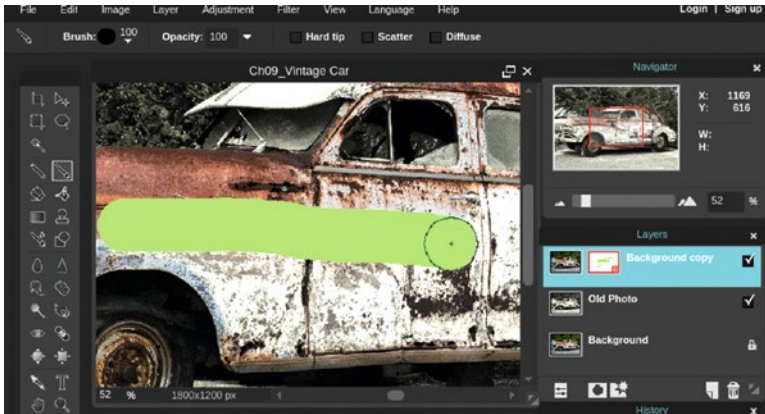 File Edit Image Layer Adjustment Filter View Language Help Login | Sign up
Brush: 100 Opacity: 100 Hard tip Scatter Diffuse
Ch09_Vintage Car
Navigator
X: 1169
Y: 616
W:
H:
52 %
Layers
Background copy
Old Photo
Background
52 % 1800x1200 px
History